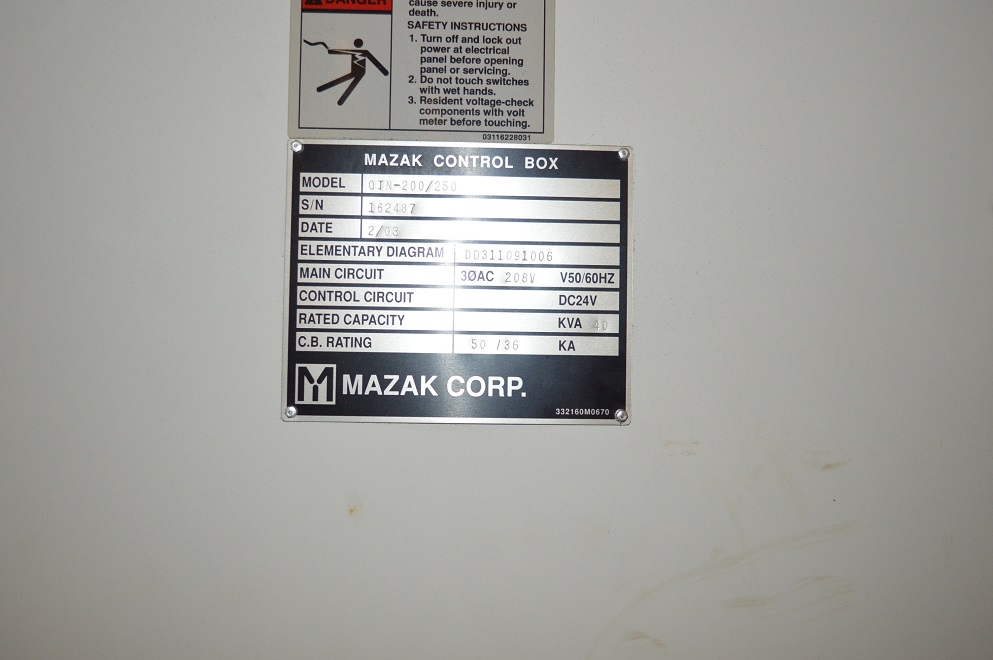 DANGER
cause severe injury or
death.
SAFETY INSTRUCTIONS
1. Turn off and lock out
power at electrical
panel before opening
panel or servicing.
2. Do not touch switches
with wet hands.
3. Resident voltage-check
components with volt
meter before touching.
03116228031
MAZAK CONTROL BOX
MODEL QTN-200/250
S/N 162487
DATE 2/03
ELEMENTARY DIAGRAM DD311091006
MAIN CIRCUIT 3ØAC 208V V50/60HZ
CONTROL CIRCUIT DC24V
RATED CAPACITY KVA 40
C.B. RATING 50 /36 KA
MAZAK CORP.
332160M0670